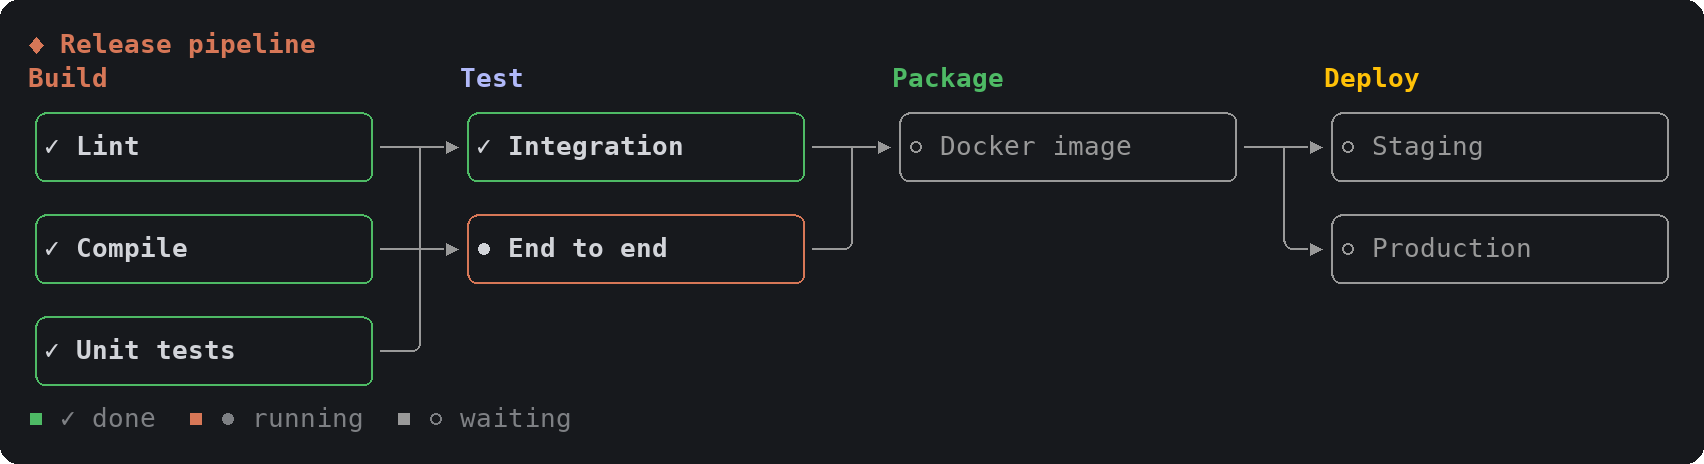 ♦ Release pipeline
Build Test Package Deploy
✓ Lint ✓ Integration ○ Docker image ○ Staging
✓ Compile ● End to end ○ Production
✓ Unit tests
■ ✓ done ■ ● running ■ ○ waiting